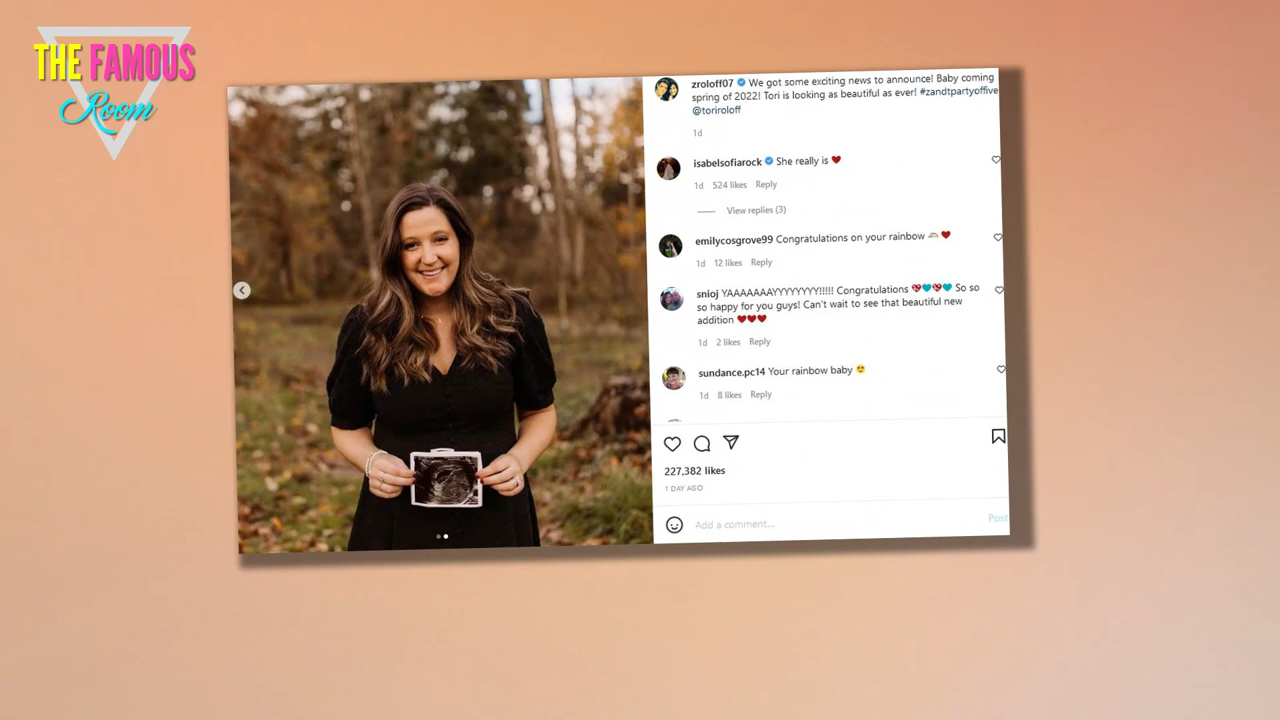 THE FAMOUS
Room
zroloff07 We got some exciting news to announce! Baby coming
spring of 2022! Tori is looking as beautiful as ever! #zandtpartyoffive
@toriroloff
1d
isabelsofiarock She really is ❤️
1d 524 likes Reply
View replies (3)
emilycosgrove99 Congratulations on your rainbow 🌈❤️
1d 12 likes Reply
snioj YAAAAAAAYYYYYYYY!!!!! Congratulations 💖💙💖💙 So so
so happy for you guys! Can't wait to see that beautiful new
addition ❤️❤️❤️
1d 2 likes Reply
sundance.pc14 Your rainbow baby 😍
1d 8 likes Reply
227,382 likes
1 DAY AGO
Add a comment...
Post